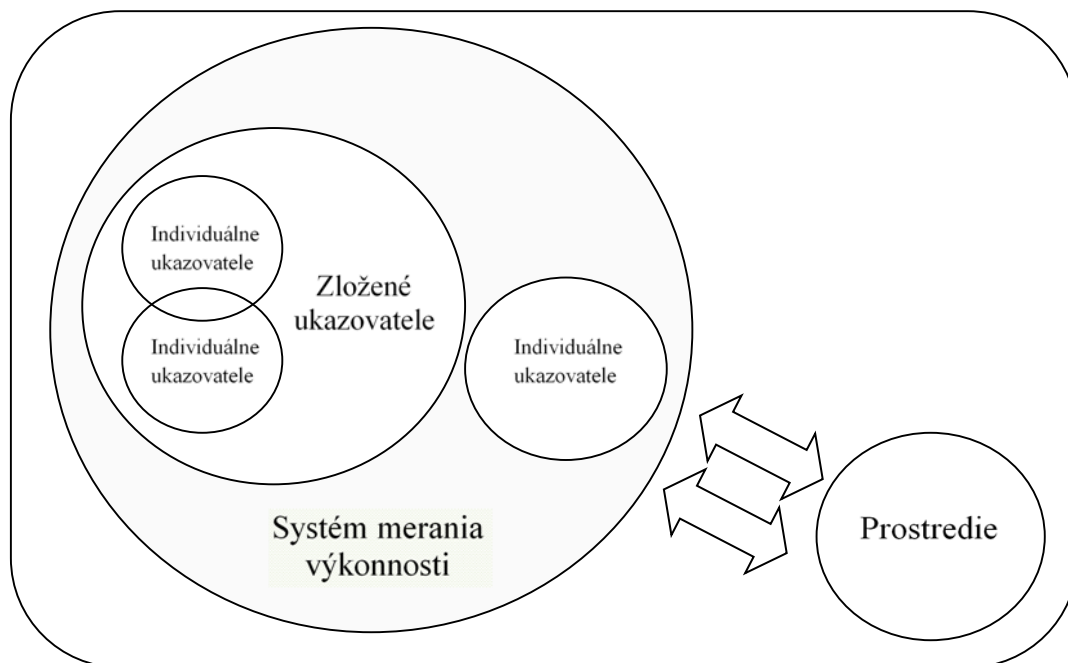 Individuálne
ukazovatele
Zložené
ukazovatele
Individuálne
ukazovatele
Individuálne
ukazovatele
Systém merania
výkonnosti
Prostredie